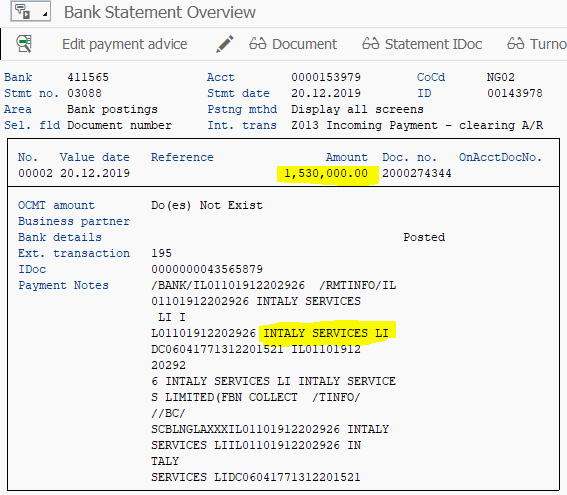 Bank Statement Overview
Edit payment advice Document Statement IDoc Turno
Bank 411565 Acct 0000153979 CoCd NG02
Stmt no. 03088 Stmt date 20.12.2019 ID 00143978
Area Bank postings Pstng mthd Display all screens
Sel. fld Document number Int. trans Z013 Incoming Payment - clearing A/R
No. Value date Reference Amount Doc. no. OnAcctDocNo.
00002 20.12.2019 1,530,000.00 2000274344
OCMT amount Do(es) Not Exist
Business partner
Bank details Posted
Ext. transaction 195
IDoc 0000000043565879
Payment Notes /BANK/IL01101912202926 /RMTINFO/IL
01101912202926 INTALY SERVICES
LI I
L01101912202926 INTALY SERVICES LI
DC06041771312201521 IL01101912
20292
6 INTALY SERVICES LI INTALY SERVICE
S LIMITED(FBN COLLECT /TINFO/
//BC/
SCBLNGLAXXXIL01101912202926 INTALY
SERVICES LIIL01101912202926 IN
TALY
SERVICES LIDC06041771312201521